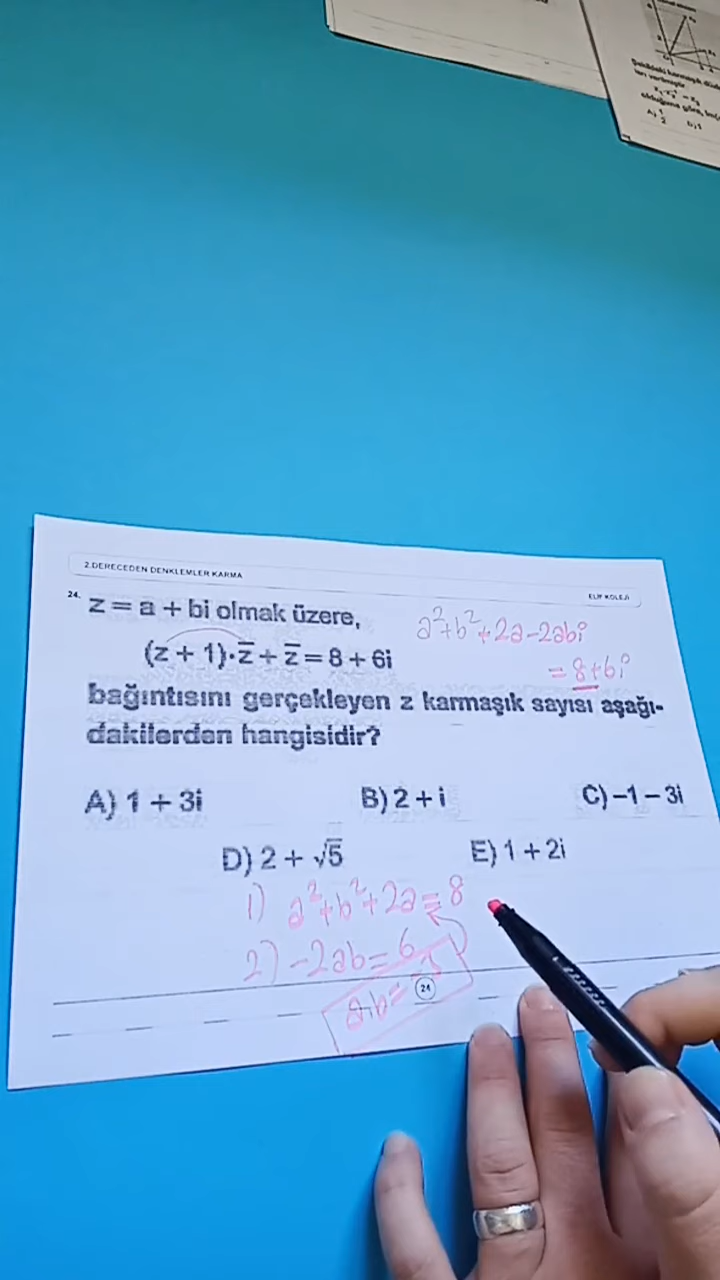 2.DERECEDEN DENKLEMLER KARMA
ELİF KOLEJİ
24.
z = a + bi olmak üzere,
(z + 1)·z̅ + z̅ = 8 + 6i
bağıntısını gerçekleyen z karmaşık sayısı aşağı-
dakilerden hangisidir?
a²+b²+2a-2abi
= 8+6i
A) 1 + 3i
B) 2 + i
C) –1 – 3i
D) 2 + √5
E) 1 + 2i
1) a²+b²+2a=8
2) -2ab=6
a.b=-3
24